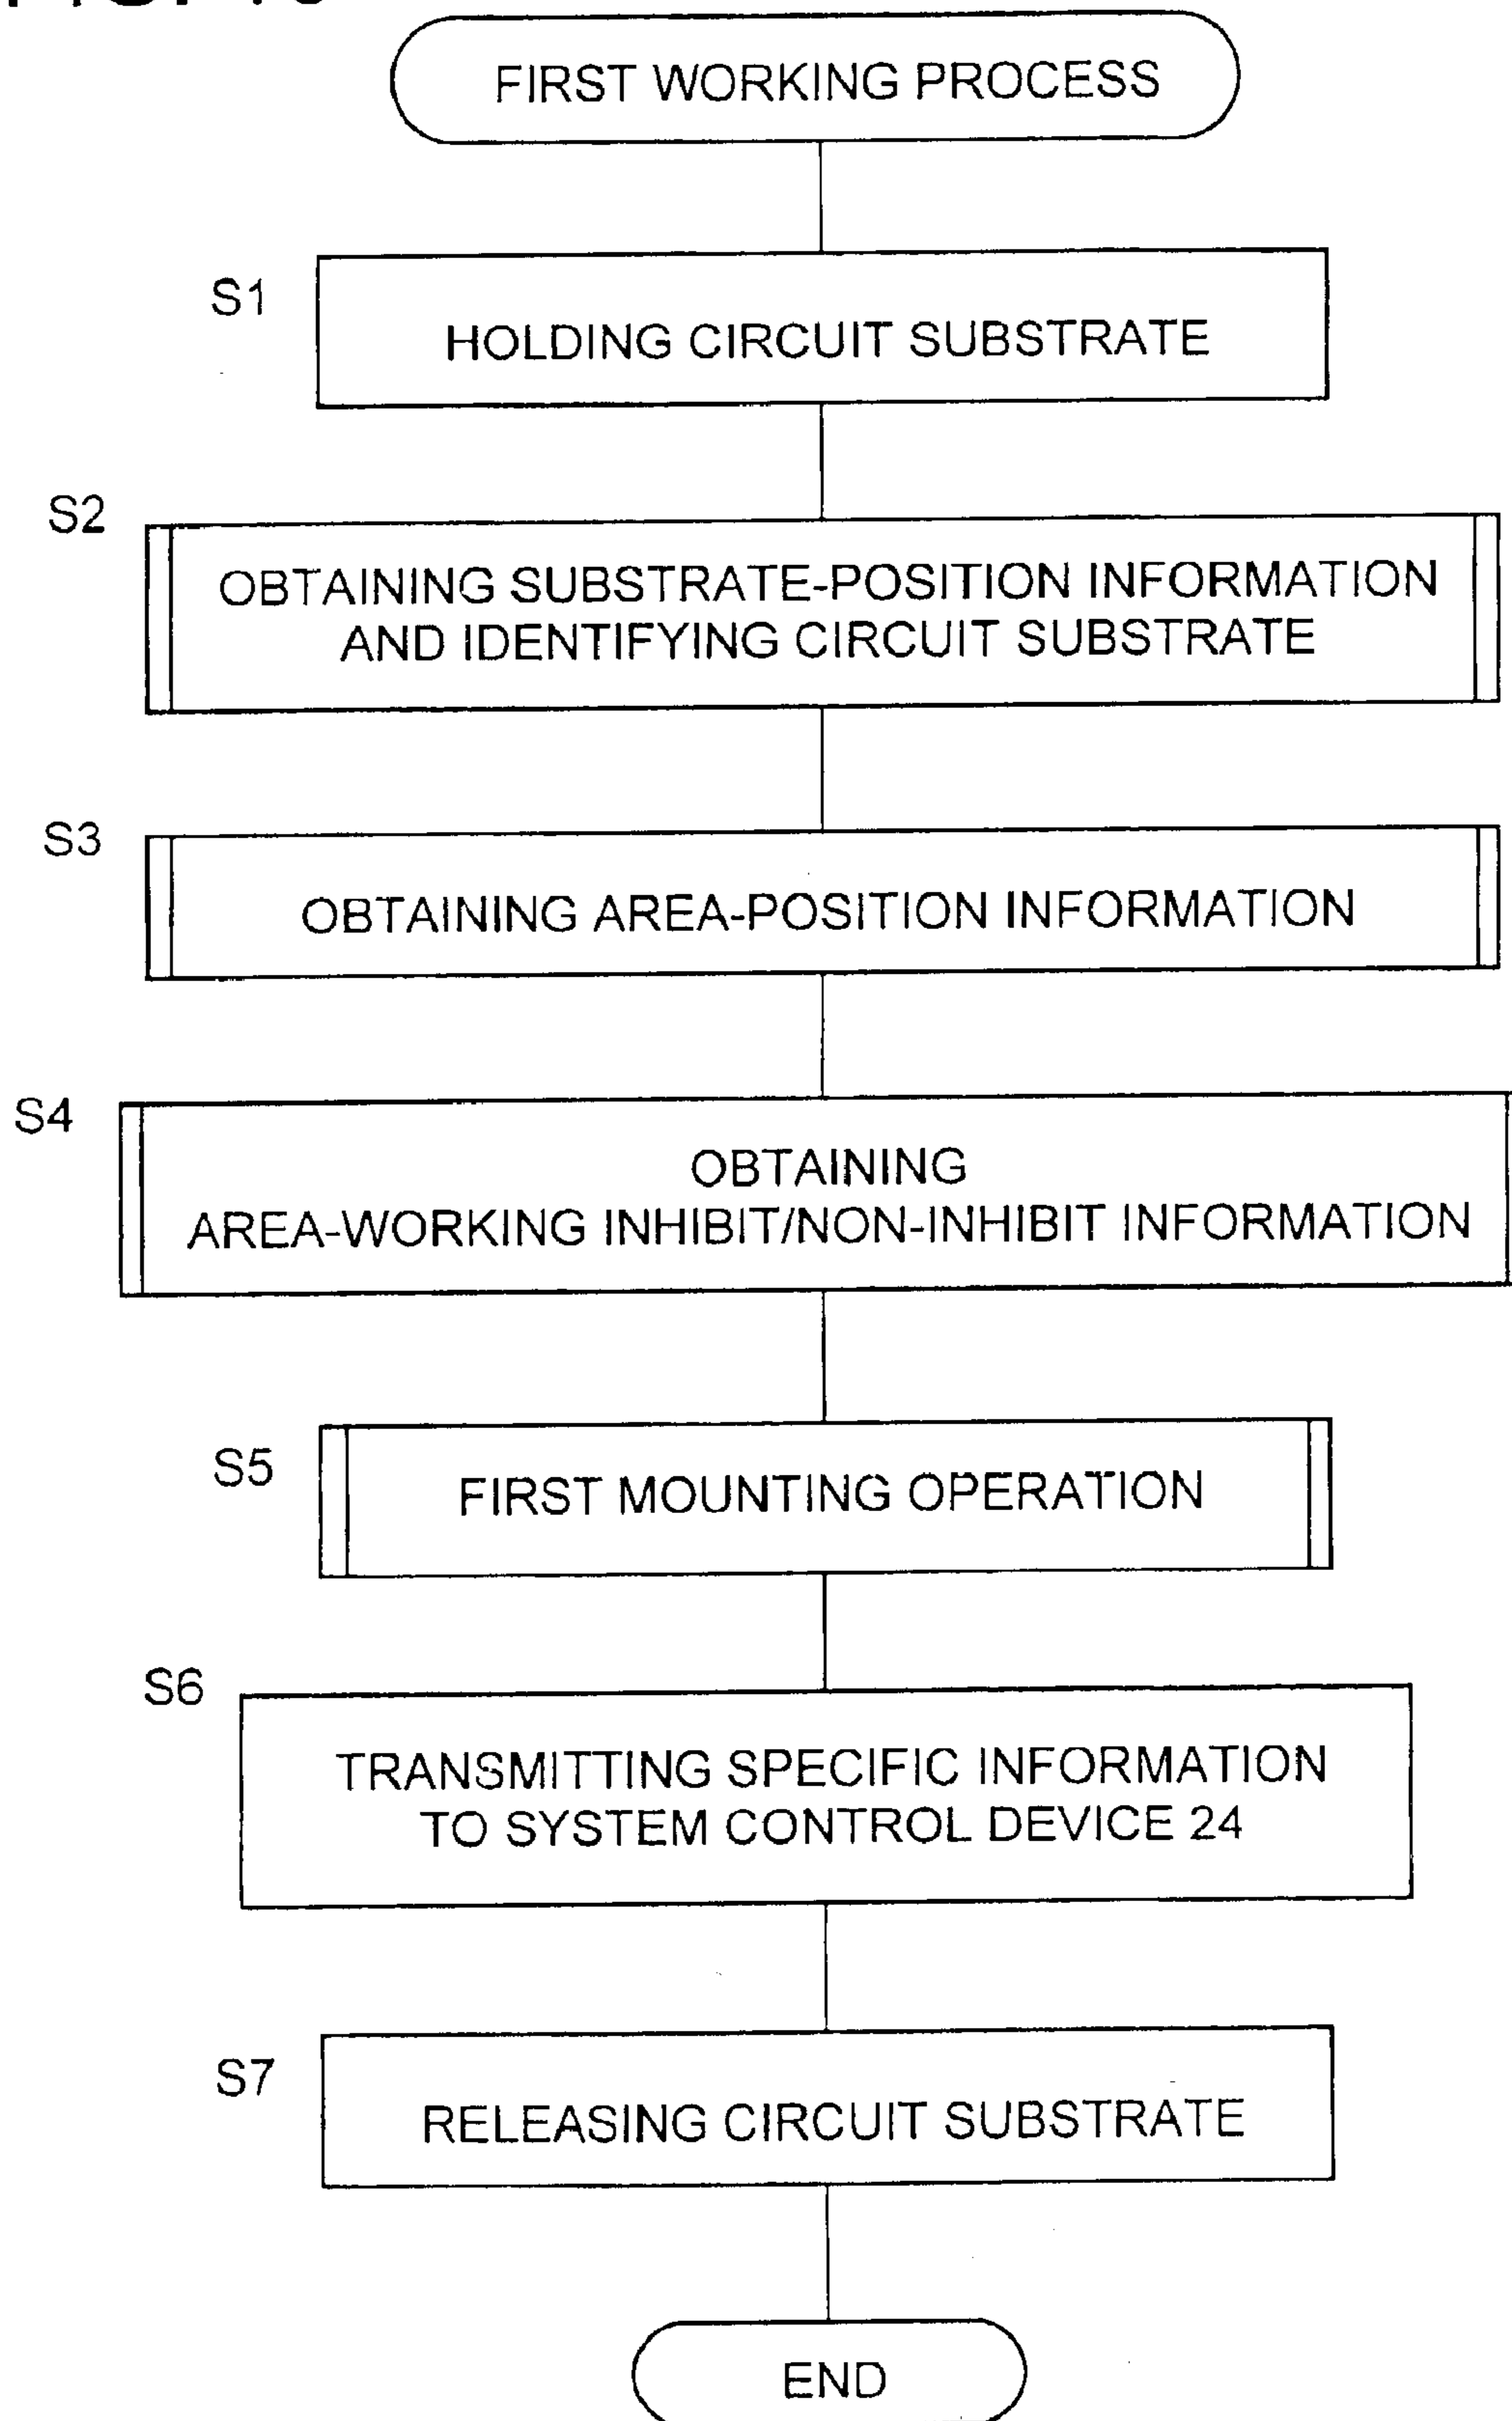 FIRST WORKING PROCESS
S1
HOLDING CIRCUIT SUBSTRATE
S2
OBTAINING SUBSTRATE-POSITION INFORMATION
AND IDENTIFYING CIRCUIT SUBSTRATE
S3
OBTAINING AREA-POSITION INFORMATION
S4
OBTAINING
AREA-WORKING INHIBIT/NON-INHIBIT INFORMATION
S5
FIRST MOUNTING OPERATION
S6
TRANSMITTING SPECIFIC INFORMATION
TO SYSTEM CONTROL DEVICE 24
S7
RELEASING CIRCUIT SUBSTRATE
END